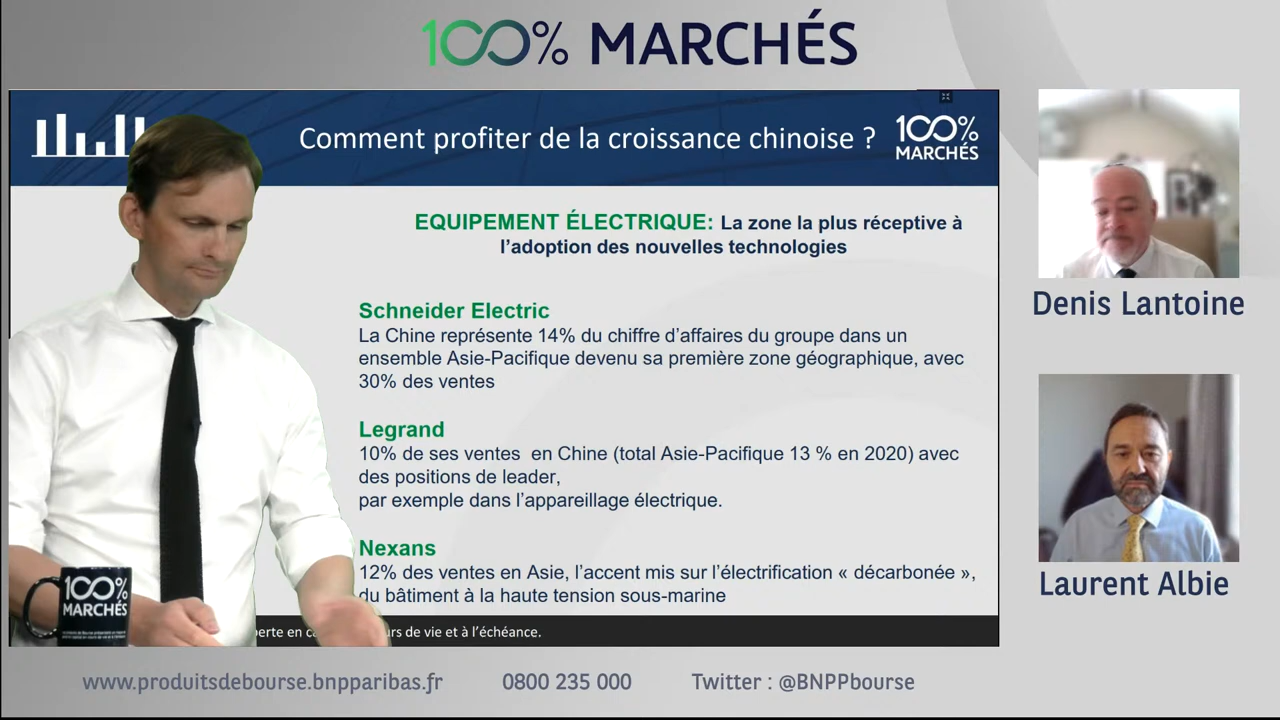 100% MARCHÉS
Comment profiter de la croissance chinoise ?
100%
MARCHÉS
EQUIPEMENT ÉLECTRIQUE: La zone la plus réceptive à
l’adoption des nouvelles technologies
Schneider Electric
La Chine représente 14% du chiffre d’affaires du groupe dans un
ensemble Asie-Pacifique devenu sa première zone géographique, avec
30% des ventes
Legrand
10% de ses ventes en Chine (total Asie-Pacifique 13 % en 2020) avec
des positions de leader,
par exemple dans l’appareillage électrique.
Nexans
12% des ventes en Asie, l’accent mis sur l’électrification « décarbonée »,
du bâtiment à la haute tension sous-marine
en de vie et à l’échéance.
100%
MARCHÉS
Denis Lantoine
Laurent Albie
www.produitsdebourse.bnpparibas.fr 0800 235 000 Twitter : @BNPPbourse